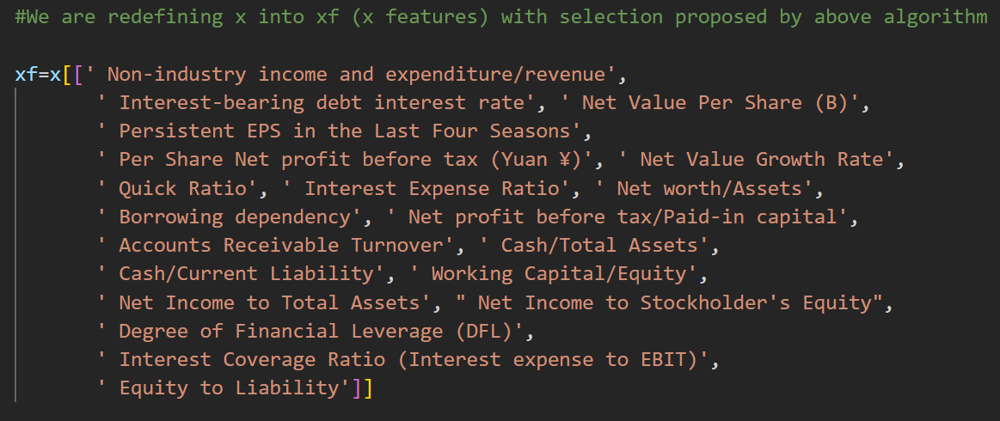 #We are redefining x into xf (x features) with selection proposed by above algorithm
xf=x[[' Non-industry income and expenditure/revenue',
' Interest-bearing debt interest rate', ' Net Value Per Share (B)',
' Persistent EPS in the Last Four Seasons',
' Per Share Net profit before tax (Yuan ¥)', ' Net Value Growth Rate',
' Quick Ratio', ' Interest Expense Ratio', ' Net worth/Assets',
' Borrowing dependency', ' Net profit before tax/Paid-in capital',
' Accounts Receivable Turnover', ' Cash/Total Assets',
' Cash/Current Liability', ' Working Capital/Equity',
' Net Income to Total Assets', " Net Income to Stockholder's Equity",
' Degree of Financial Leverage (DFL)',
' Interest Coverage Ratio (Interest expense to EBIT)',
' Equity to Liability']]